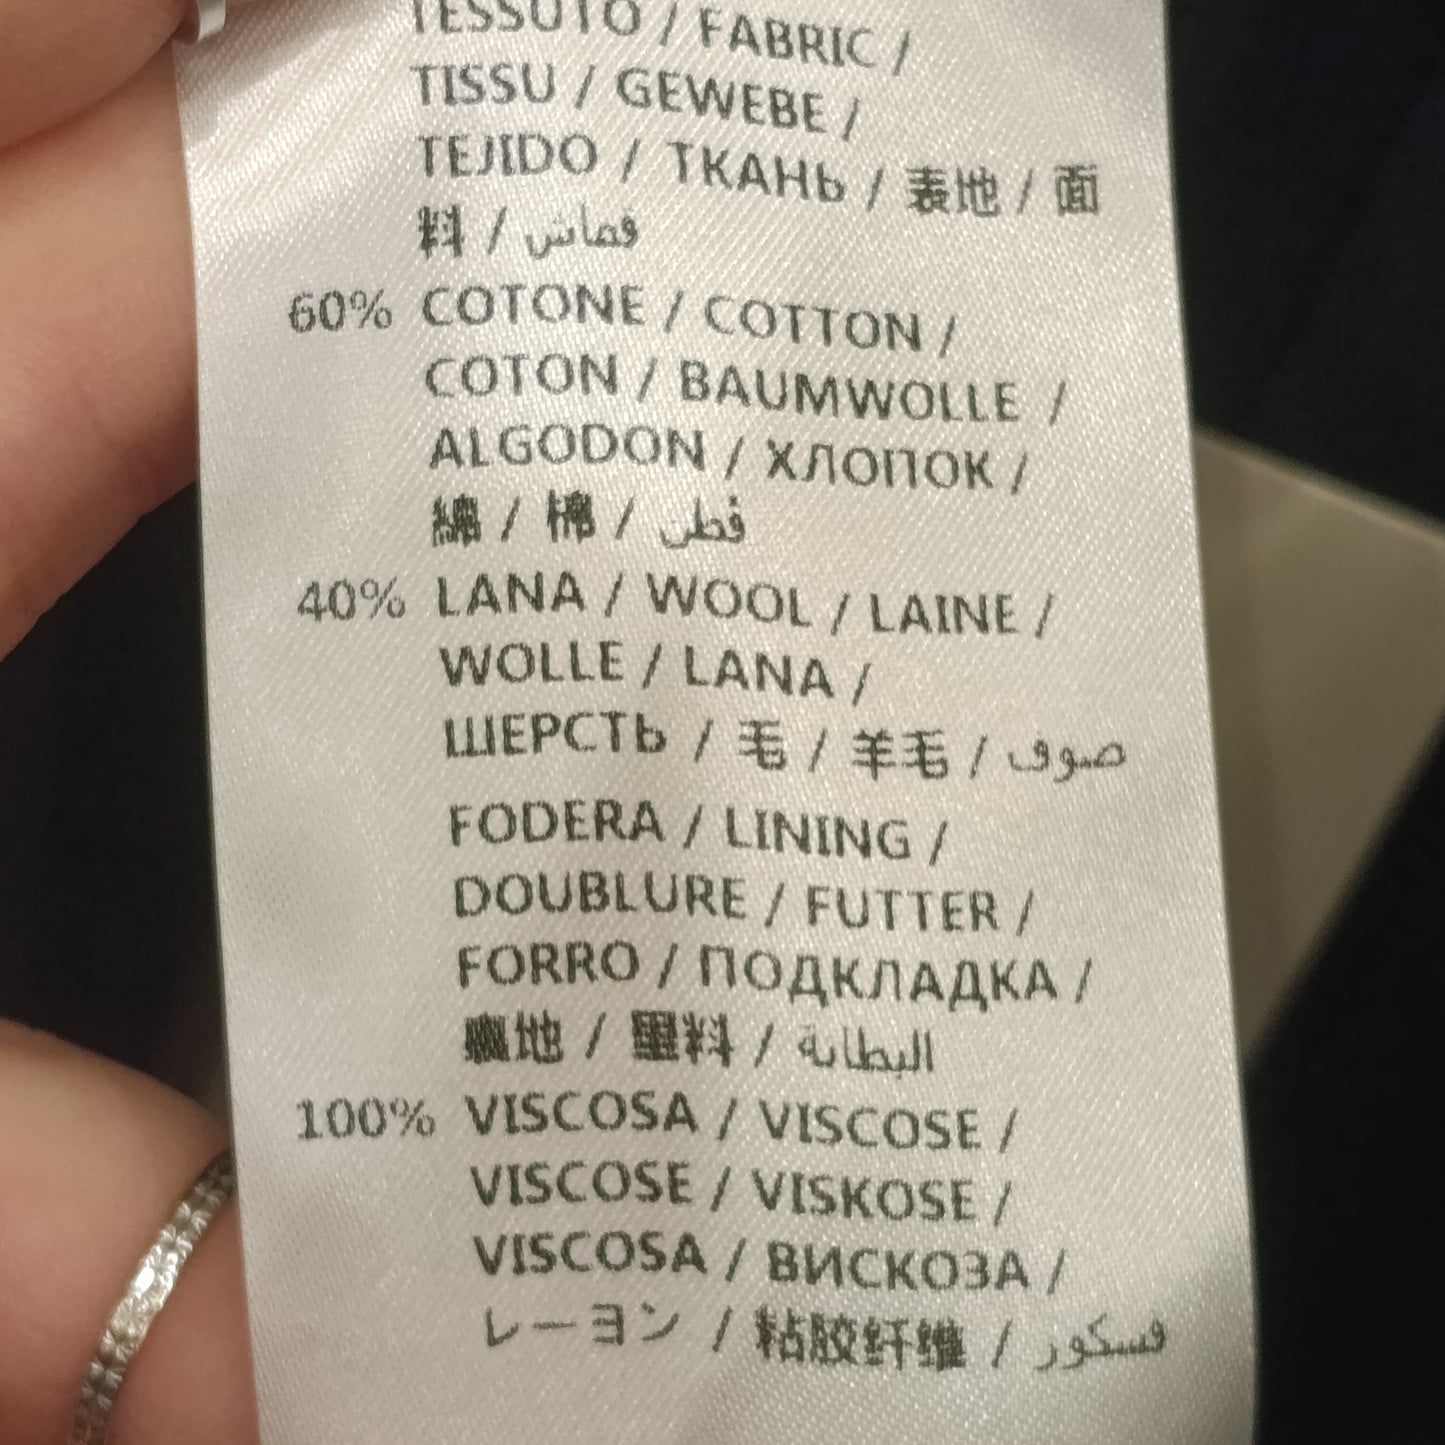 TESSUTO / FABRIC /
TISSU / GEWEBE /
TEJIDO / ТКАНЬ / 表地 / 面
料 / قماش
60% COTONE / COTTON /
COTON / BAUMWOLLE /
ALGODON / ХЛОПОК /
綿 / 棉 / قطن
40% LANA / WOOL / LAINE /
WOLLE / LANA /
ШЕРСТЬ / 毛 / 羊毛 / صوف
FODERA / LINING /
DOUBLURE / FUTTER /
FORRO / ПОДКЛАДКА /
裏地 / 里料 / البطانة
100% VISCOSA / VISCOSE /
VISCOSE / VISKOSE /
VISCOSA / ВИСКОЗА /
レーヨン / 粘胶纤维 / فسكور